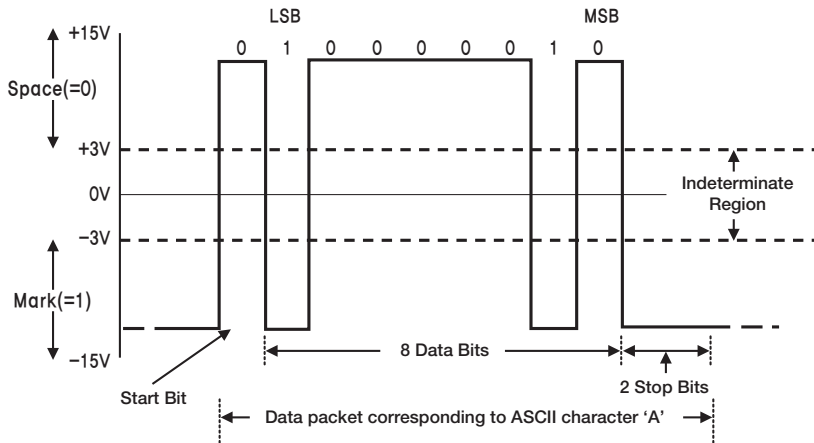 LSB MSB
+15V
0 1 0 0 0 0 0 1 0
Space(=0)
+3V
Indeterminate
Region
0V
−3V
Mark(=1)
−15V
8 Data Bits
Start Bit
2 Stop Bits
Data packet corresponding to ASCII character ‘A’